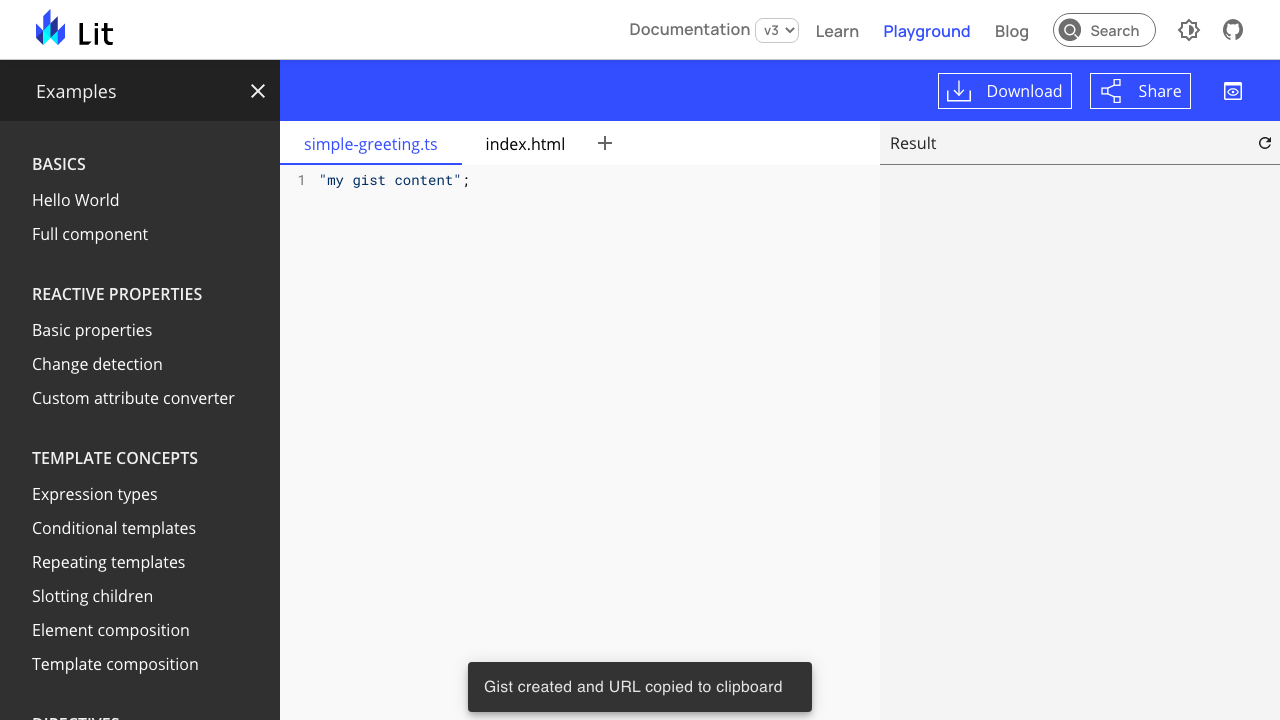 Lit
Documentation v3 Learn Playground Blog Search
Examples
Download Share
simple-greeting.ts index.html
Result
1 "my gist content";
BASICS
Hello World
Full component
REACTIVE PROPERTIES
Basic properties
Change detection
Custom attribute converter
TEMPLATE CONCEPTS
Expression types
Conditional templates
Repeating templates
Slotting children
Element composition
Template composition
DIRECTIVES
Gist created and URL copied to clipboard